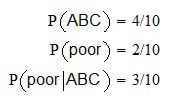 P(ABC) = 4/10
P(poor) = 2/10
P(poor|ABC) = 3/10